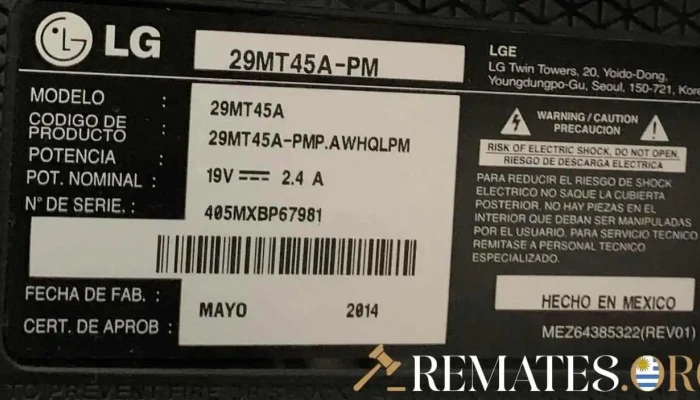 LG
29MT45A-PM
MODELO : 29MT45A
CODIGO DE PRODUCTO : 29MT45A-PMP.AWHQLPM
POTENCIA :
POT. NOMINAL : 19V 2.4 A
N° DE SERIE. : 405MXBP67981
FECHA DE FAB. : MAYO 2014
CERT. DE APROB :
LGE
LG Twin Towers, 20, Yoido-Dong,
Youngdungpo-Gu, Seoul, 150-721, Kore
WARNING / CAUTION
PRECAUCION
RISK OF ELECTRIC SHOCK, DO NOT OPEN.
RIESGO DE DESCARGA ELECTRICA
PARA REDUCIR EL RIESGO DE SHOCK
ELECTRICO NO SAQUE LA CUBIERTA
POSTERIOR. NO HAY PIEZAS EN EL
INTERIOR QUE DEBAN SER MANIPULADAS
POR EL USUARIO. PARA SERVICIO TECNICO
REMITASE A PERSONAL TECNICO
ESPECIALIZADO.
HECHO EN MEXICO
MEZ64385322(REV01)
REMATES.ORG